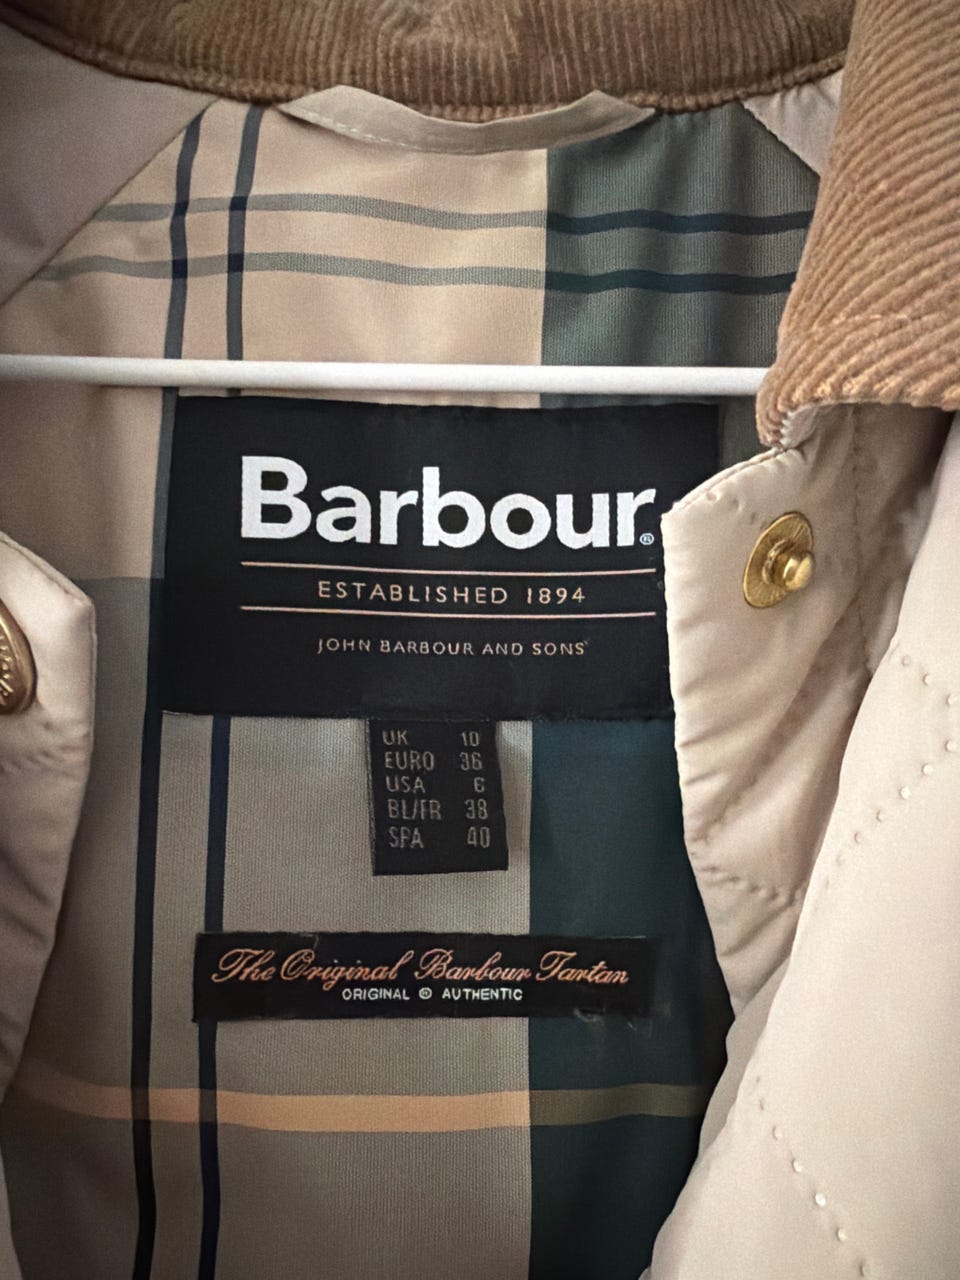 Barbour®
ESTABLISHED 1894
JOHN BARBOUR AND SONS
UK 10
EURO 36
USA 6
BL/FR 38
SPA 40
The Original Barbour Tartan
ORIGINAL ® AUTHENTIC